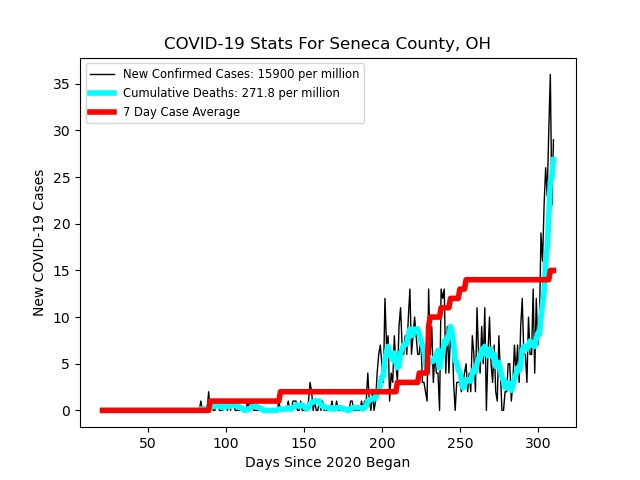 COVID-19 Stats For Seneca County, OH
New Confirmed Cases: 15900 per million
Cumulative Deaths: 271.8 per million
7 Day Case Average
New COVID-19 Cases
35
30
25
20
15
10
5
0
50 100 150 200 250 300
Days Since 2020 Began